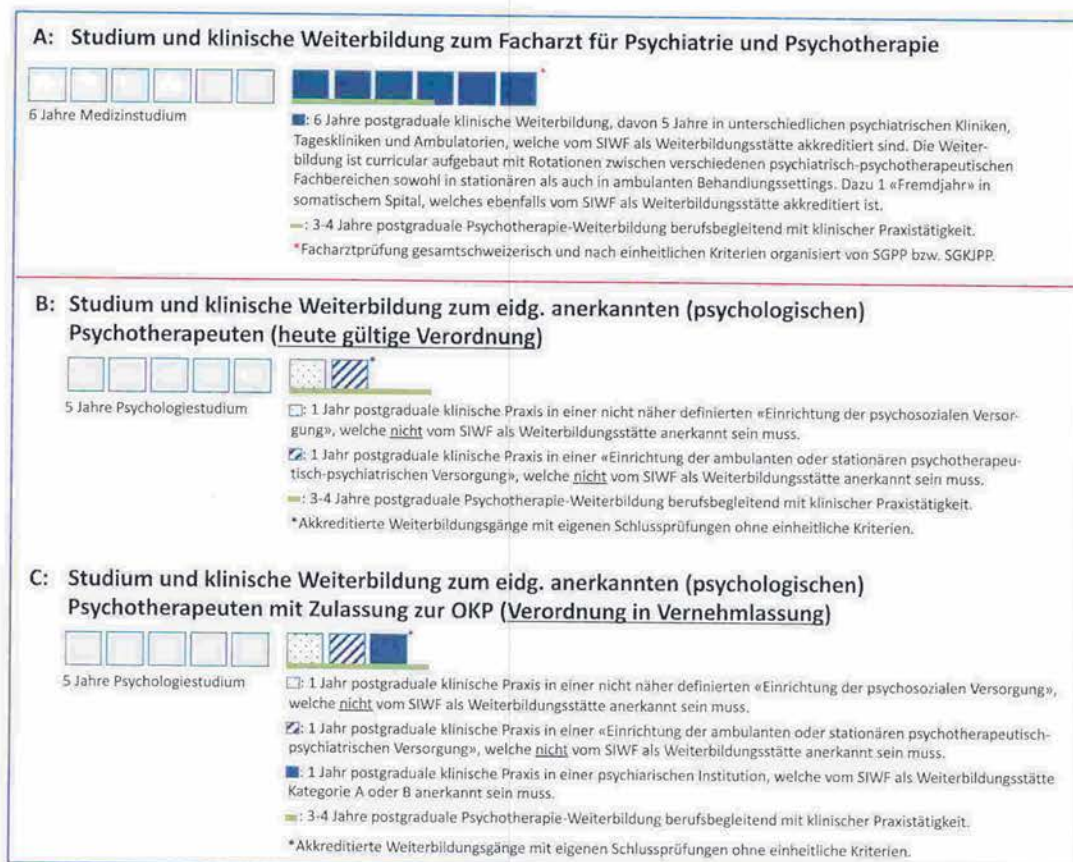 A: Studium und klinische Weiterbildung zum Facharzt für Psychiatrie und Psychotherapie
*
6 Jahre Medizinstudium
: 6 Jahre postgraduale klinische Weiterbildung, davon 5 Jahre in unterschiedlichen psychiatrischen Kliniken,
Tageskliniken und Ambulatorien, welche vom SIWF als Weiterbildungsstätte akkreditiert sind. Die Weiter-
bildung ist curricular aufgebaut mit Rotationen zwischen verschiedenen psychiatrisch-psychotherapeutischen
Fachbereichen sowohl in stationären als auch in ambulanten Behandlungssettings. Dazu 1 «Fremdjahr» in
somatischem Spital, welches ebenfalls vom SIWF als Weiterbildungsstätte akkreditiert ist.
: 3-4 Jahre postgraduale Psychotherapie-Weiterbildung berufsbegleitend mit klinischer Praxistätigkeit.
*Facharztprüfung gesamtschweizerisch und nach einheitlichen Kriterien organisiert von SGPP bzw. SGKJPP.
B: Studium und klinische Weiterbildung zum eidg. anerkannten (psychologischen)
Psychotherapeuten (heute gültige Verordnung)
*
5 Jahre Psychologiestudium
: 1 Jahr postgraduale klinische Praxis in einer nicht näher definierten «Einrichtung der psychosozialen Versor-
gung», welche nicht vom SIWF als Weiterbildungsstätte anerkannt sein muss.
: 1 Jahr postgraduale klinische Praxis in einer «Einrichtung der ambulanten oder stationären psychotherapeu-
tisch-psychiatrischen Versorgung», welche nicht vom SIWF als Weiterbildungsstätte anerkannt sein muss.
: 3-4 Jahre postgraduale Psychotherapie-Weiterbildung berufsbegleitend mit klinischer Praxistätigkeit.
*Akkreditierte Weiterbildungsgänge mit eigenen Schlussprüfungen ohne einheitliche Kriterien.
C: Studium und klinische Weiterbildung zum eidg. anerkannten (psychologischen)
Psychotherapeuten mit Zulassung zur OKP (Verordnung in Vernehmlassung)
*
5 Jahre Psychologiestudium
: 1 Jahr postgraduale klinische Praxis in einer nicht näher definierten «Einrichtung der psychosozialen Versorgung»,
welche nicht vom SIWF als Weiterbildungsstätte anerkannt sein muss.
: 1 Jahr postgraduale klinische Praxis in einer «Einrichtung der ambulanten oder stationären psychotherapeutisch-
psychiatrischen Versorgung», welche nicht vom SIWF als Weiterbildungsstätte anerkannt sein muss.
: 1 Jahr postgraduale klinische Praxis in einer psychiarischen Institution, welche vom SIWF als Weiterbildungsstätte
Kategorie A oder B anerkannt sein muss.
: 3-4 Jahre postgraduale Psychotherapie-Weiterbildung berufsbegleitend mit klinischer Praxistätigkeit.
*Akkreditierte Weiterbildungsgänge mit eigenen Schlussprüfungen ohne einheitliche Kriterien.